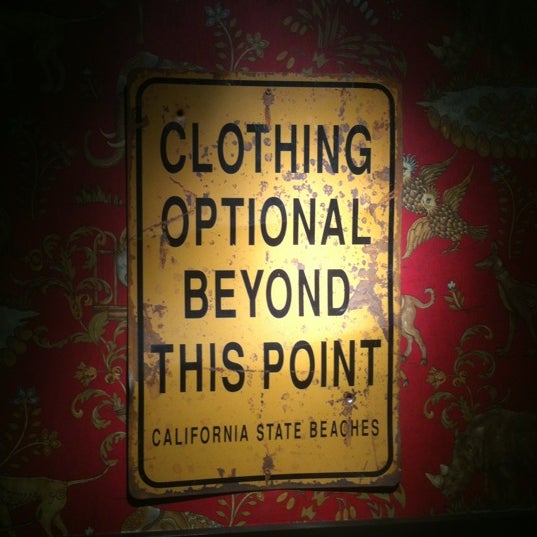 CLOTHING
OPTIONAL
BEYOND
THIS POINT
CALIFORNIA STATE BEACHES